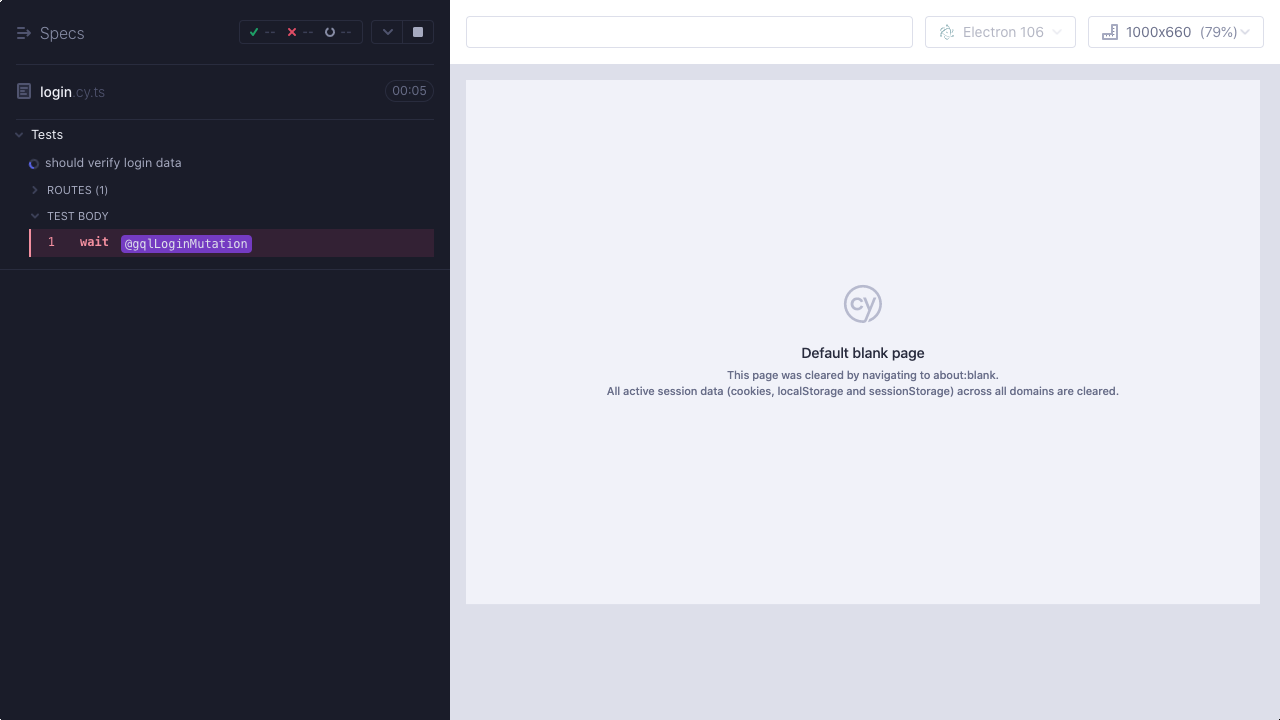 Specs
-- -- --
Electron 106
1000x660 (79%)
login.cy.ts
00:05
Tests
should verify login data
ROUTES (1)
TEST BODY
1 wait @gqlLoginMutation
cy
Default blank page
This page was cleared by navigating to about:blank.
All active session data (cookies, localStorage and sessionStorage) across all domains are cleared.